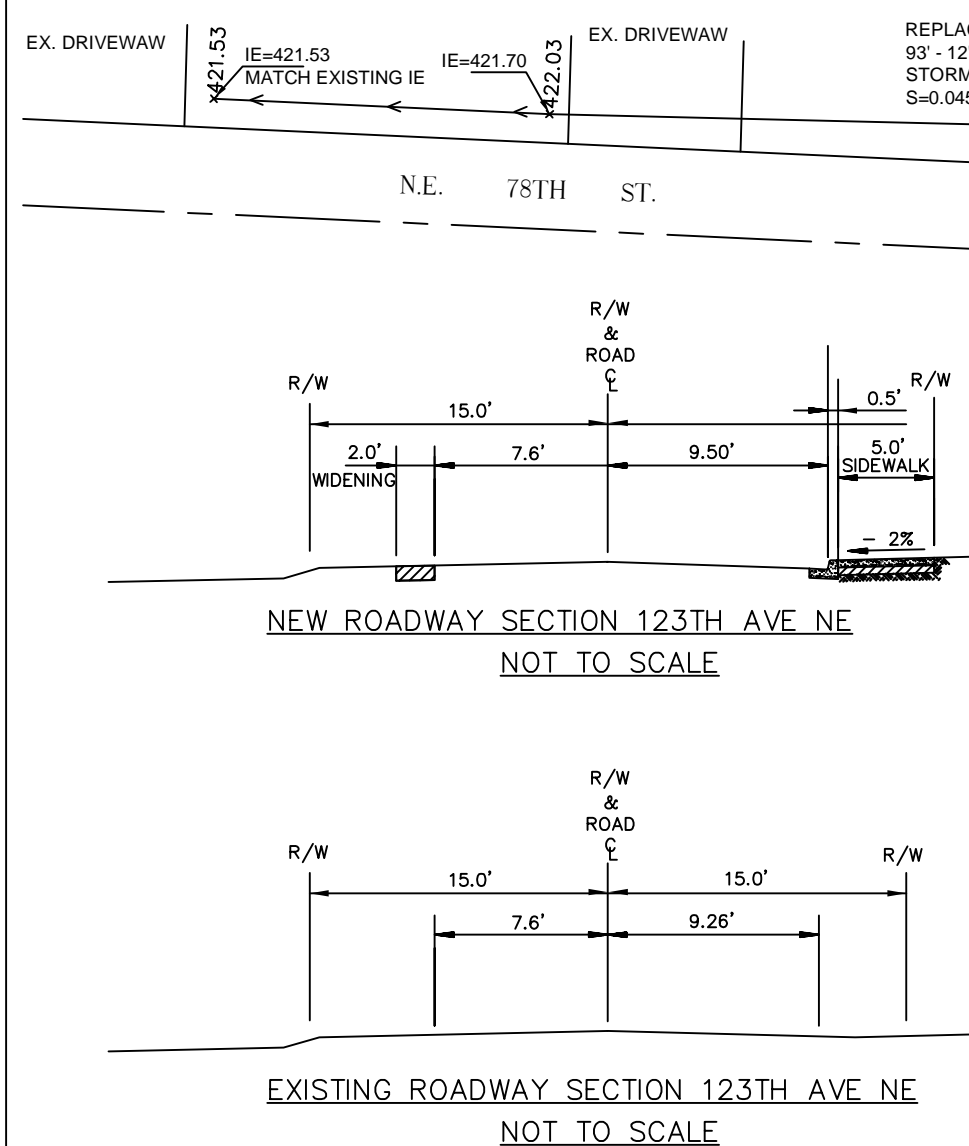 EX. DRIVEWAW
421.53
IE=421.53
MATCH EXISTING IE
IE=421.70
422.03
EX. DRIVEWAW
93' - 12"
STORM
N.E. 78TH ST.
R/W
&
ROAD
℄
R/W
R/W
15.0'
0.5'
2.0'
WIDENING
7.6'
9.50'
5.0'
SIDEWALK
- 2%
NEW ROADWAY SECTION 123TH AVE NE
NOT TO SCALE
R/W
&
ROAD
℄
R/W
R/W
15.0'
15.0'
7.6'
9.26'
EXISTING ROADWAY SECTION 123TH AVE NE
NOT TO SCALE